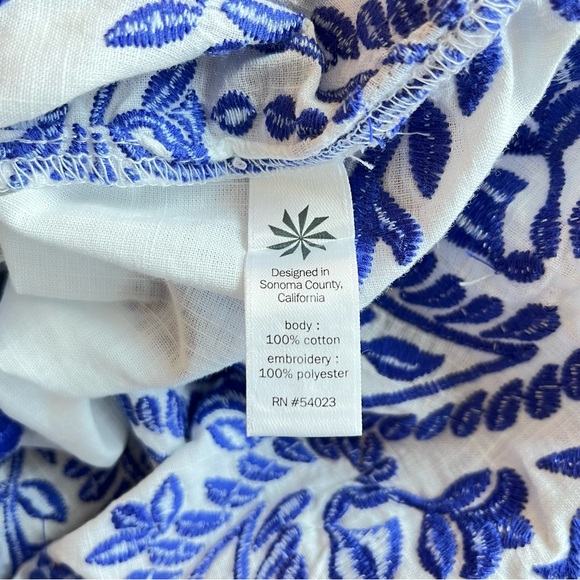 Designed in
Sonoma County,
California
body :
100% cotton
embroidery :
100% polyester
RN #54023